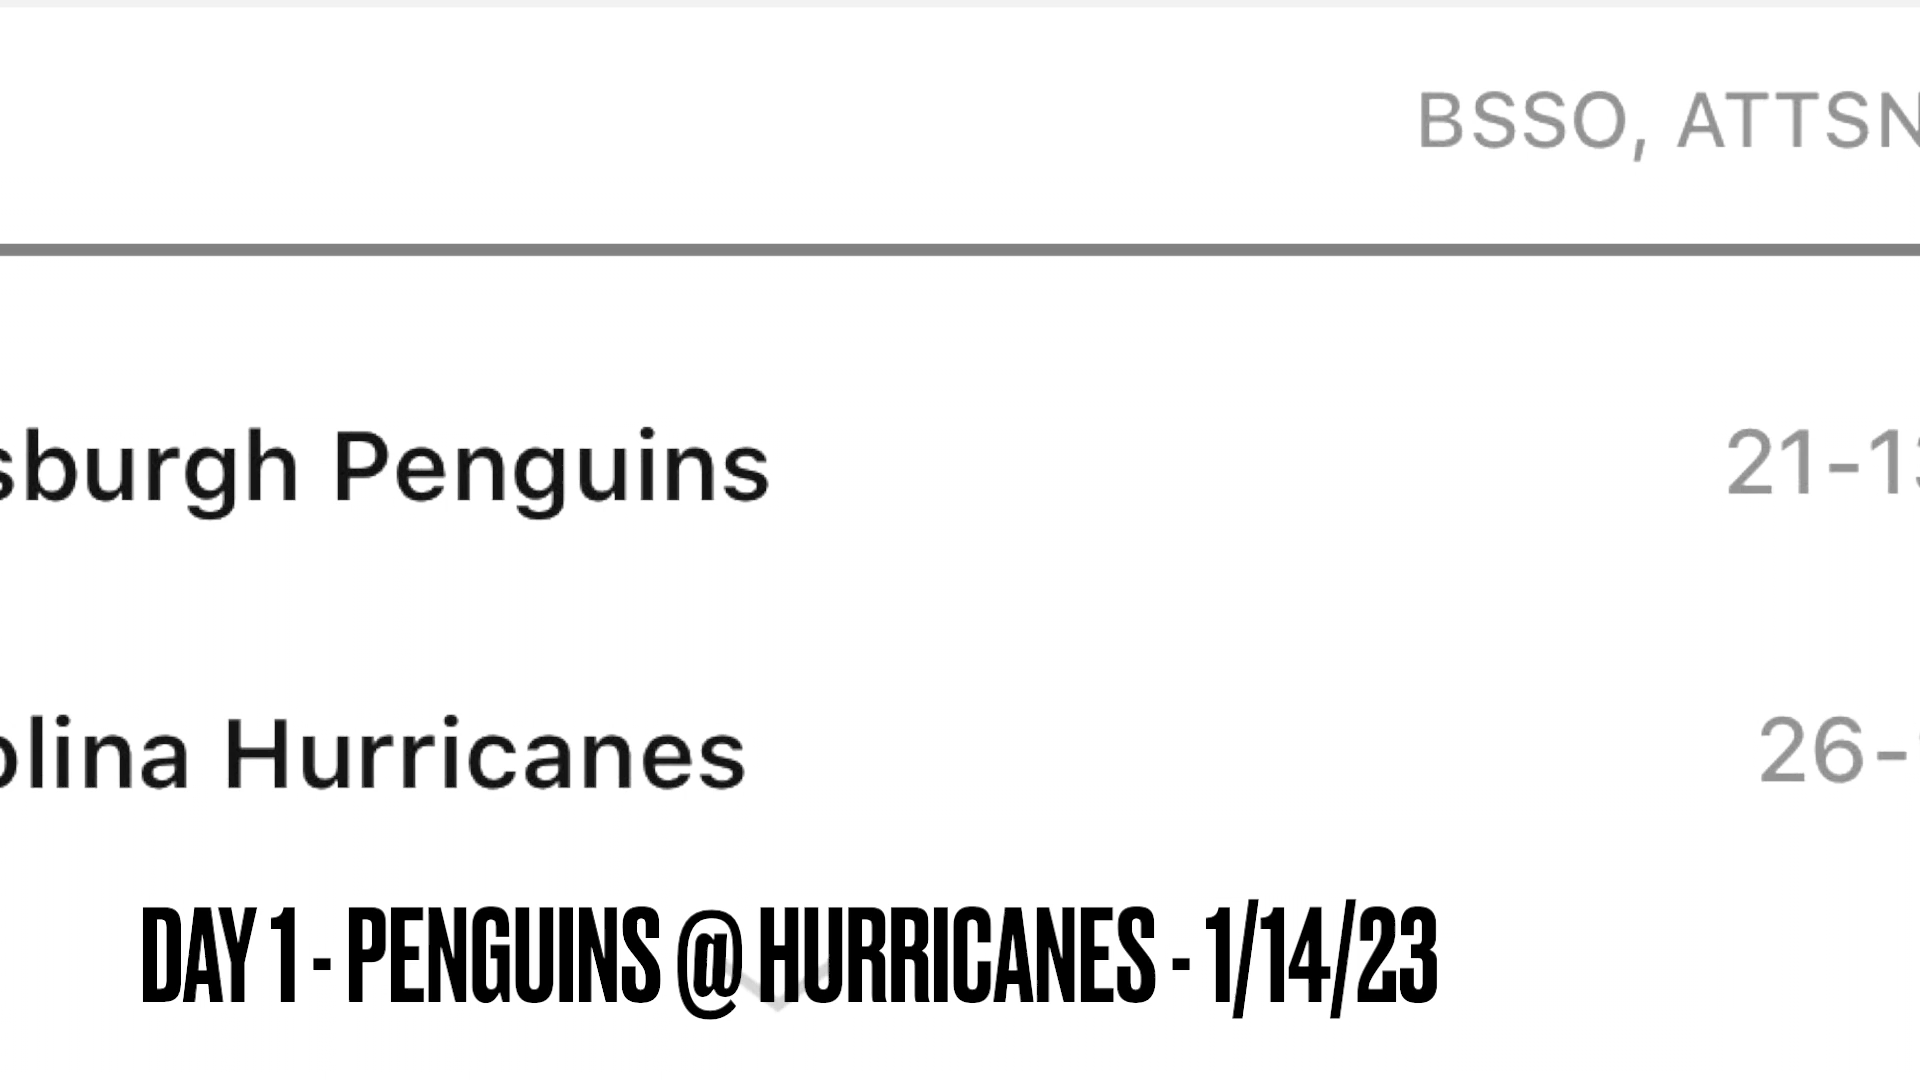 BSSO, ATTSN
sburgh Penguins
21-13
olina Hurricanes
26-
DAY 1 - PENGUINS @ HURRICANES - 1/14/23